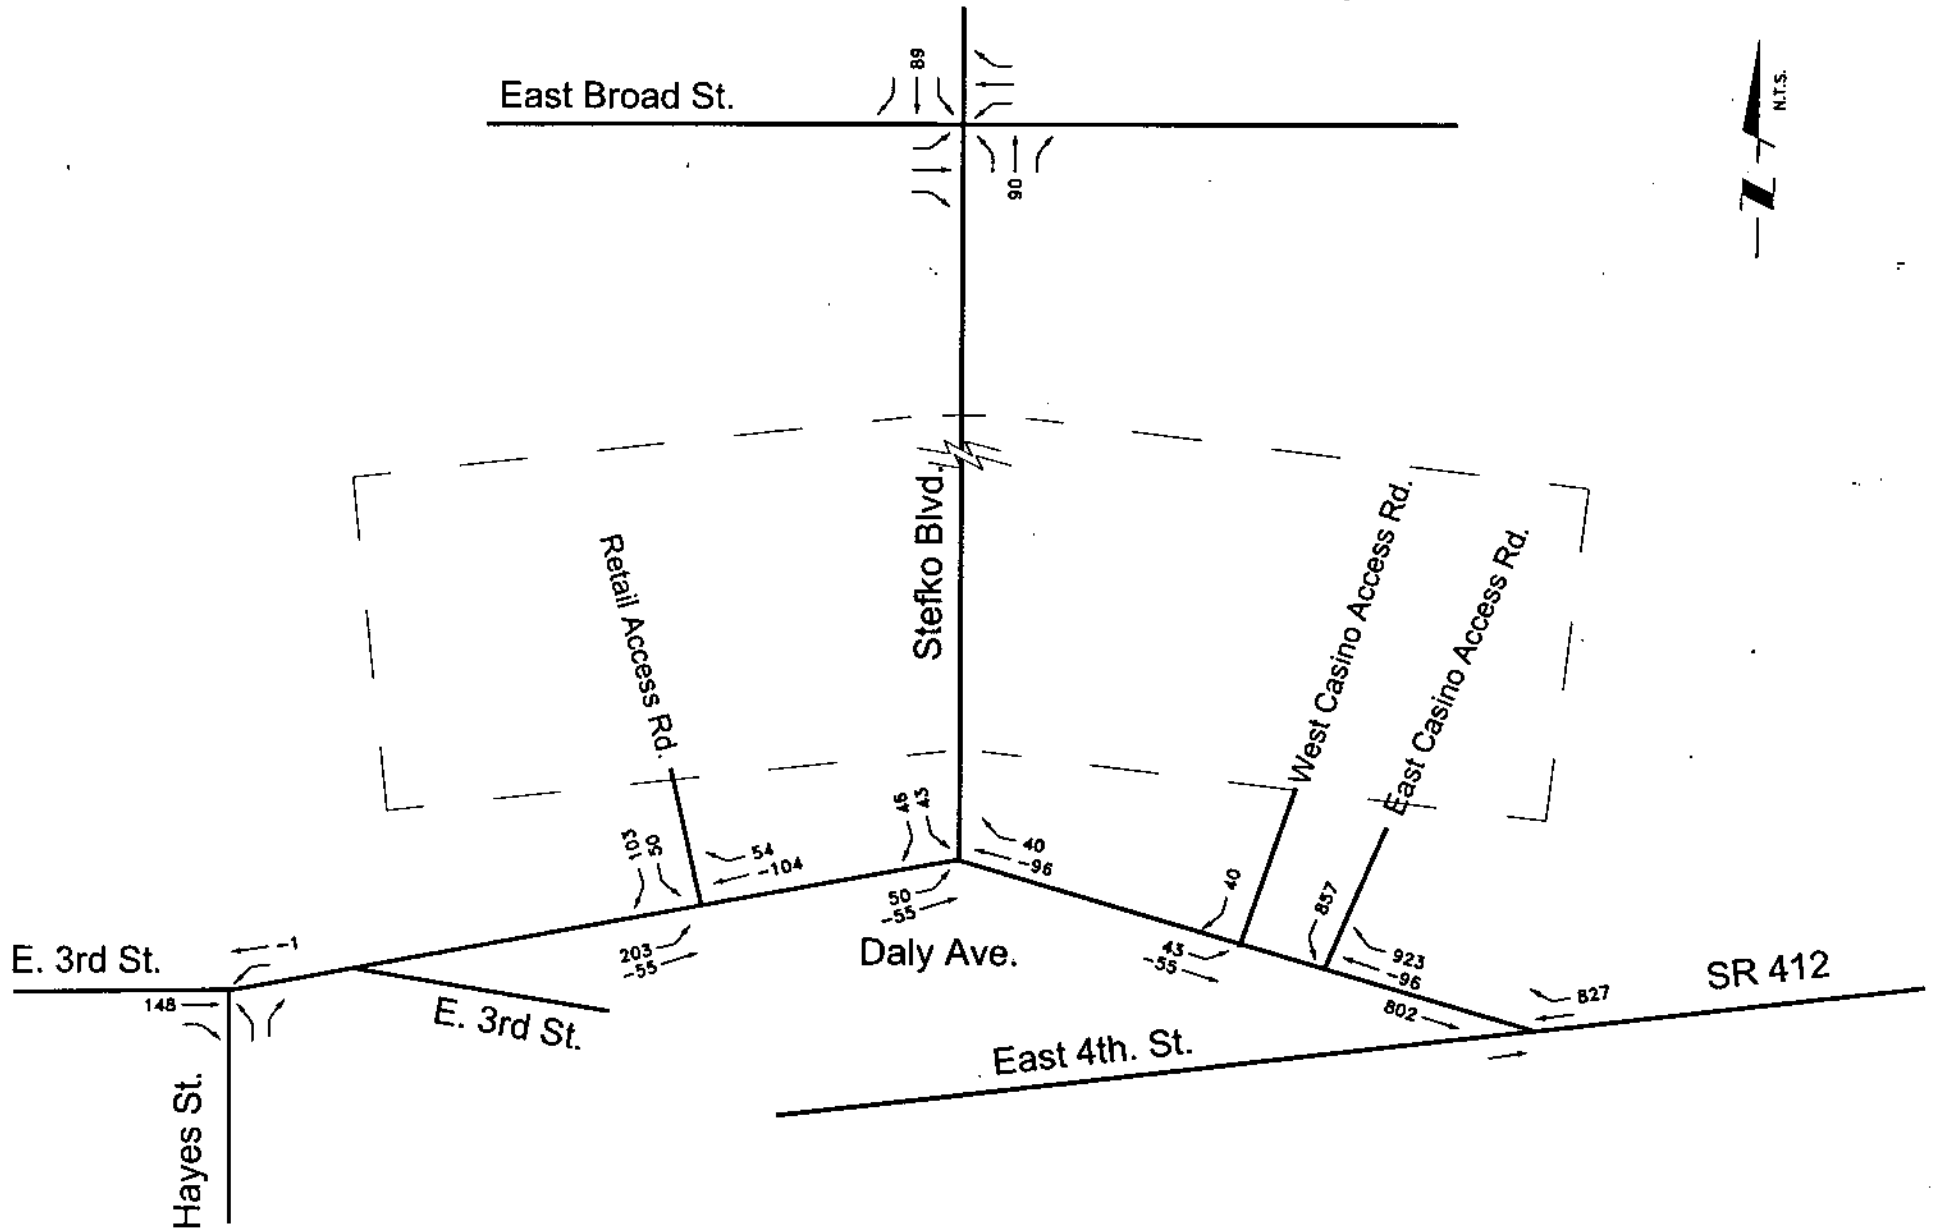 89
East Broad St.
N.T.S.
N
90
Stefko Blvd.
Retail Access Rd.
West Casino Access Rd.
East Casino Access Rd.
46
43
103
50
54
-104
40
-96
50
-55
40
857
203
-55
Daly Ave.
43
-55
923
-96
-1
E. 3rd St.
148
E. 3rd St.
802
827
SR 412
East 4th. St.
Hayes St.